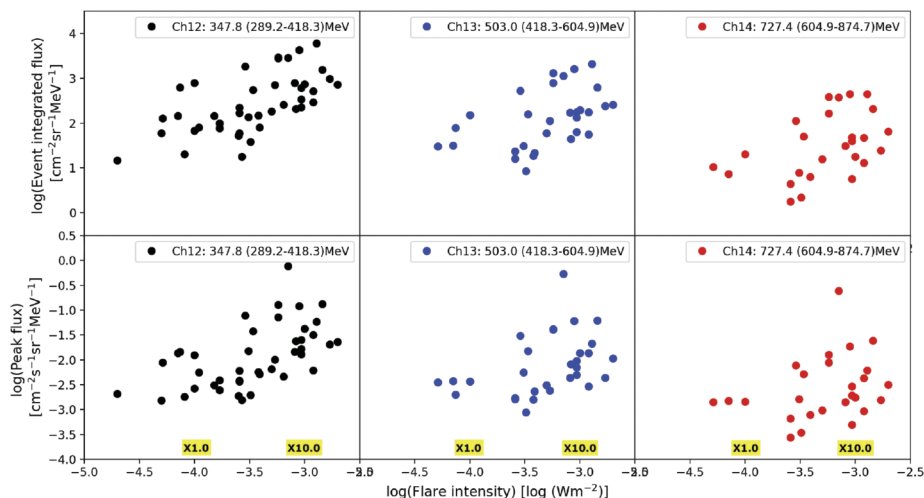 Ch12: 347.8 (289.2-418.3)MeV
Ch13: 503.0 (418.3-604.9)MeV
Ch14: 727.4 (604.9-874.7)MeV
log(Event integrated flux)
[cm⁻²sr⁻¹MeV⁻¹]
4
3
2
1
0
Ch12: 347.8 (289.2-418.3)MeV
Ch13: 503.0 (418.3-604.9)MeV
Ch14: 727.4 (604.9-874.7)MeV
log(Peak flux)
[cm⁻²s⁻¹sr⁻¹MeV⁻¹]
0.5
0.0
−0.5
−1.0
−1.5
−2.0
−2.5
−3.0
−3.5
−4.0
X1.0 X10.0 X1.0 X10.0 X1.0 X10.0
−5.0 −4.5 −4.0 −3.5 −3.0 −4.5 −4.0 −3.5 −3.0 −4.5 −4.0 −3.5 −3.0 −2.5
log(Flare intensity) [log (Wm⁻²)]